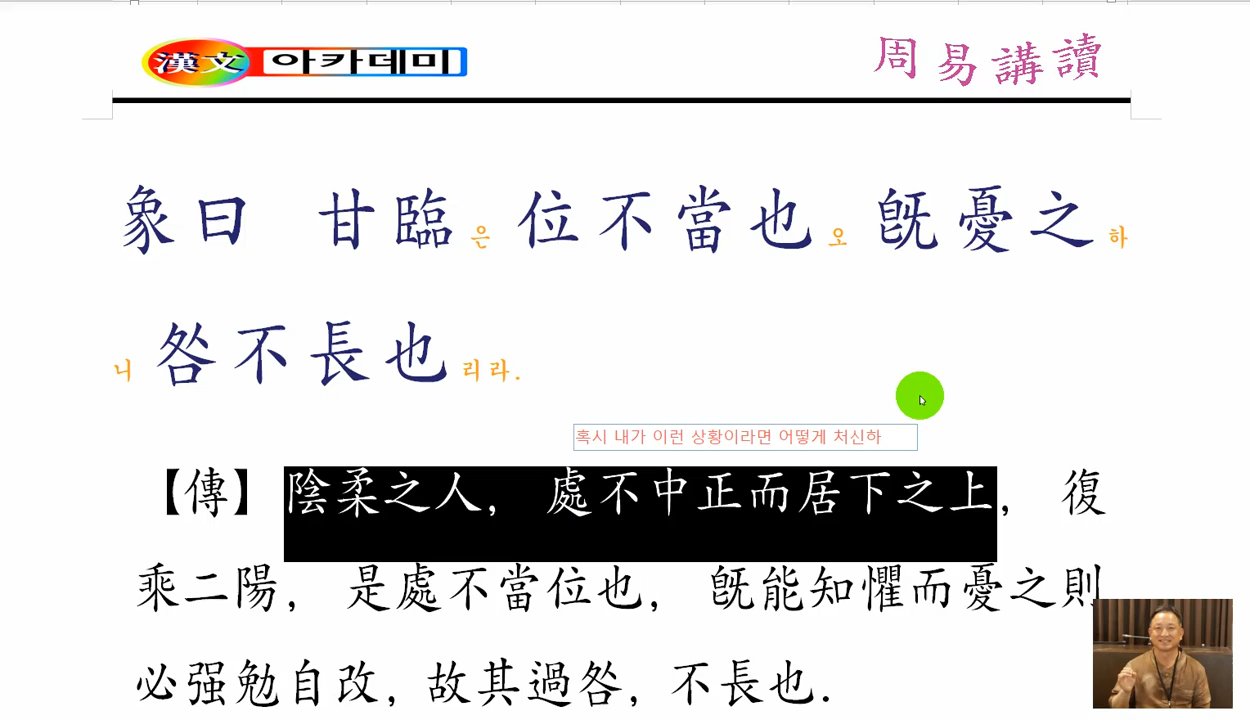 漢文 아카데미
周易講讀
象曰 甘臨은 位不當也오 旣憂之하
니 咎不長也리라.
혹시 내가 이런 상황이라면 어떻게 처신하
【傳】 陰柔之人, 處不中正而居下之上, 復
乘二陽, 是處不當位也, 旣能知懼而憂之則
必强勉自改, 故其過咎, 不長也.